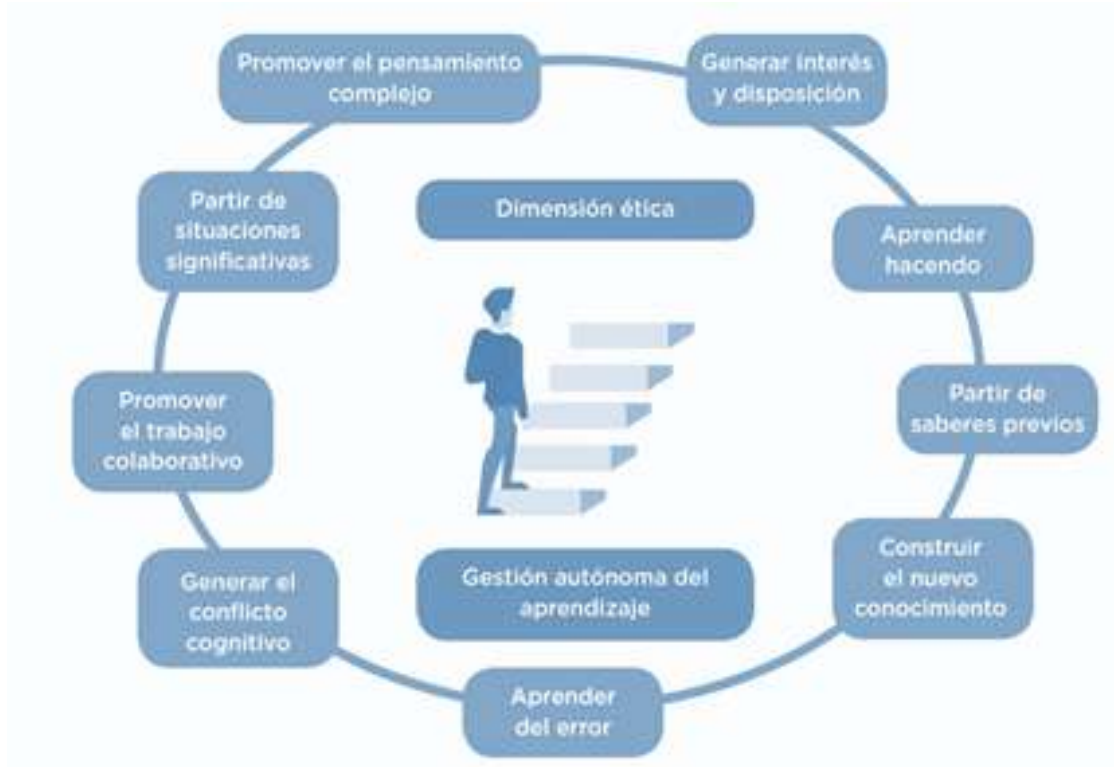 Promover el pensamiento
complejo
Generar interés
y disposición
Partir de
situaciones
significativas
Dimensión ética
Aprender
hacendo
Promover
el trabajo
colaborativo
Partir de
saberes previos
Generar el
conflicto
cognitivo
Gestión autónoma del
aprendizaje
Construir
el nuevo
conocimiento
Aprender
del error